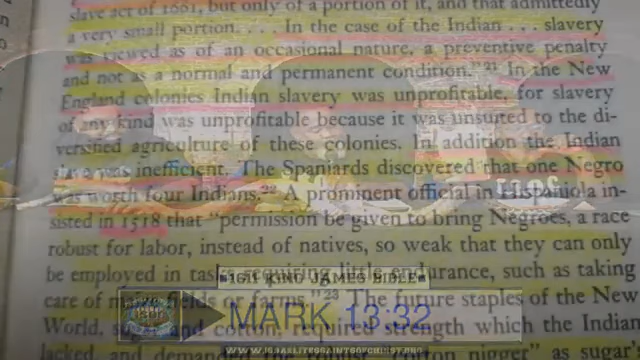 slave act of 1661, but only of a portion of it, and that admittedly
a very small portion. . . . In the case of the Indian . . . slavery
was viewed as of an occasional nature, a preventive penalty
and not as a normal and permanent condition."21 In the New
England colonies Indian slavery was unprofitable, for slavery
of any kind was unprofitable because it was unsuited to the di-
versified agriculture of these colonies. In addition the Indian
slave was inefficient. The Spaniards discovered that one Negro
was worth four Indians.22 A prominent official in Hispaniola in-
sisted in 1518 that "permission be given to bring Negroes, a race
robust for labor, instead of natives, so weak that they can only
be employed in tasks requiring little endurance, such as taking
1611 KING JAMES BIBLE
care of maize fields or farms."23 The future staples of the New
MARK 13:32
World, sugar and cotton, required strength which the Indian
lacked, and demanded nigger" as sugar's
WWW.ISRAELITESAINTSOFCHRIST.ORG